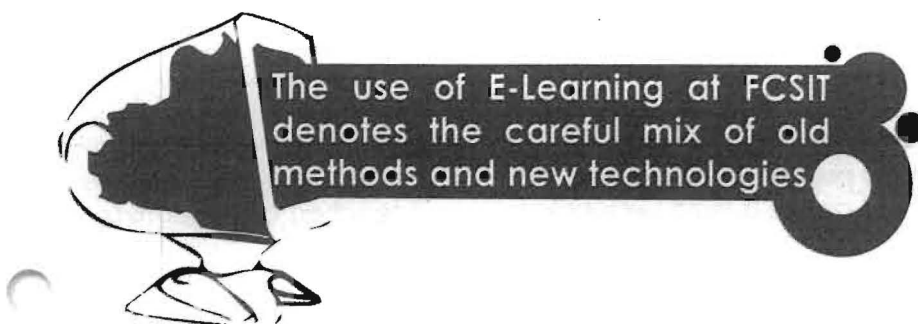 The use of E-Learning at FCSIT
denotes the careful mix of old
methods and new technologies.